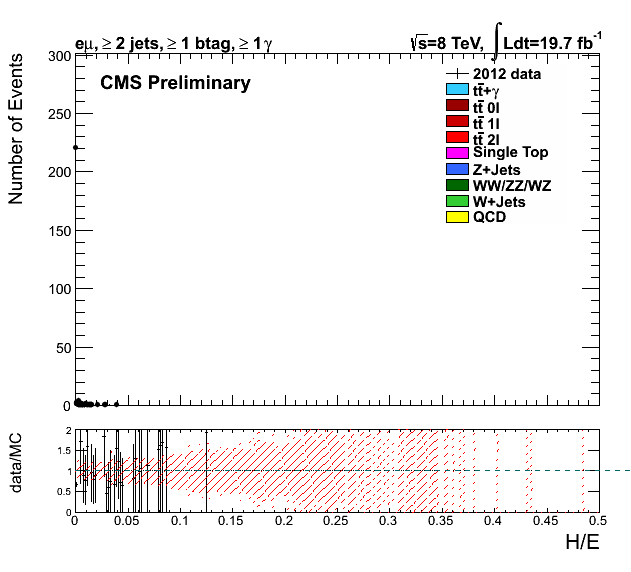 eμ, ≥ 2 jets, ≥ 1 btag, ≥ 1 γ
√s=8 TeV, ∫ Ldt=19.7 fb⁻¹
CMS Preliminary
2012 data
tt̄+γ
tt̄ 0l
tt̄ 1l
tt̄ 2l
Single Top
Z+Jets
WW/ZZ/WZ
W+Jets
QCD
Number of Events
300
250
200
150
100
50
0
data/MC
2
1.5
1
0.5
0
0 0.05 0.1 0.15 0.2 0.25 0.3 0.35 0.4 0.45 0.5
H/E